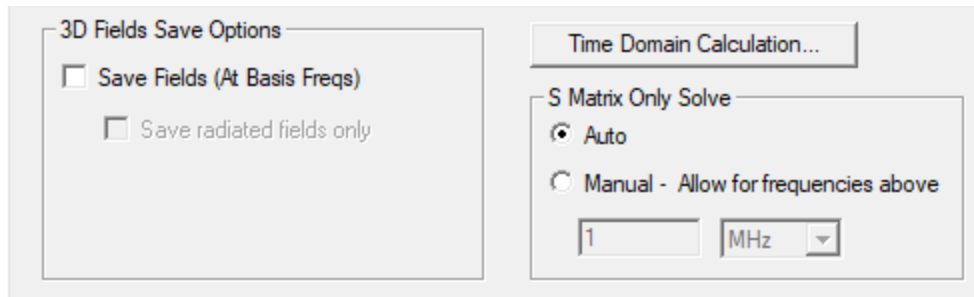 3D Fields Save Options
Save Fields (At Basis Freqs)
Save radiated fields only
Time Domain Calculation...
S Matrix Only Solve
Auto
Manual - Allow for frequencies above
1 MHz